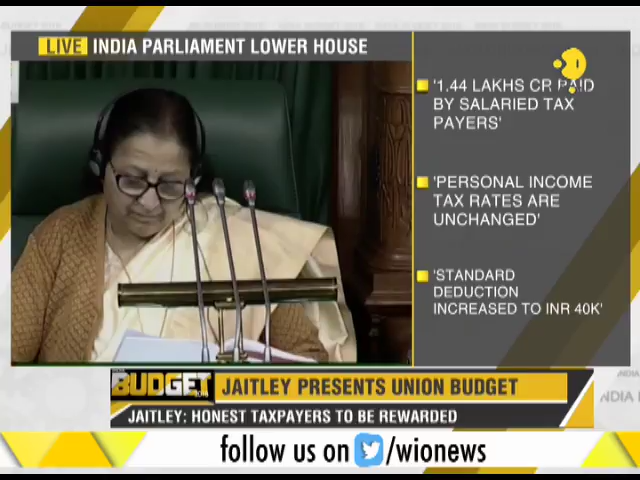 LIVE INDIA PARLIAMENT LOWER HOUSE
'1.44 LAKHS CR PAID
BY SALARIED TAX
PAYERS'
'PERSONAL INCOME
TAX RATES ARE
UNCHANGED'
'STANDARD
DEDUCTION
INCREASED TO INR 40K'
BUDGET JAITLEY PRESENTS UNION BUDGET
JAITLEY: HONEST TAXPAYERS TO BE REWARDED
follow us on /wionews